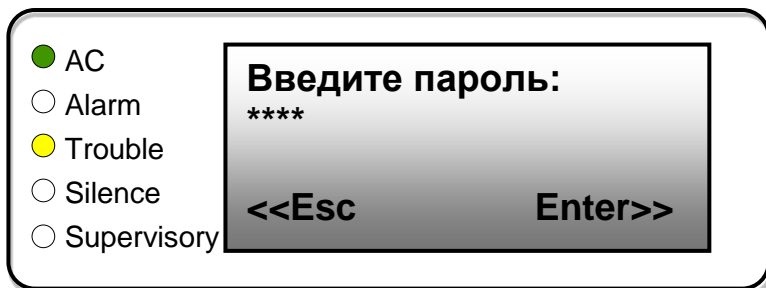 AC
Alarm
Trouble
Silence
Supervisory
Введите пароль:
****
<<Esc Enter>>